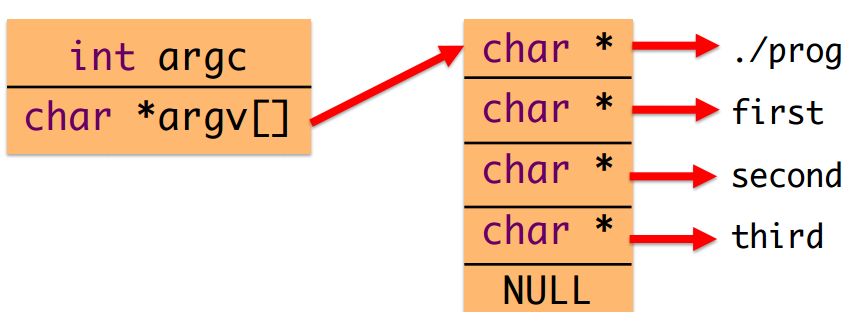 int argc
char *argv[]
char *
char *
char *
char *
NULL
./prog
first
second
third